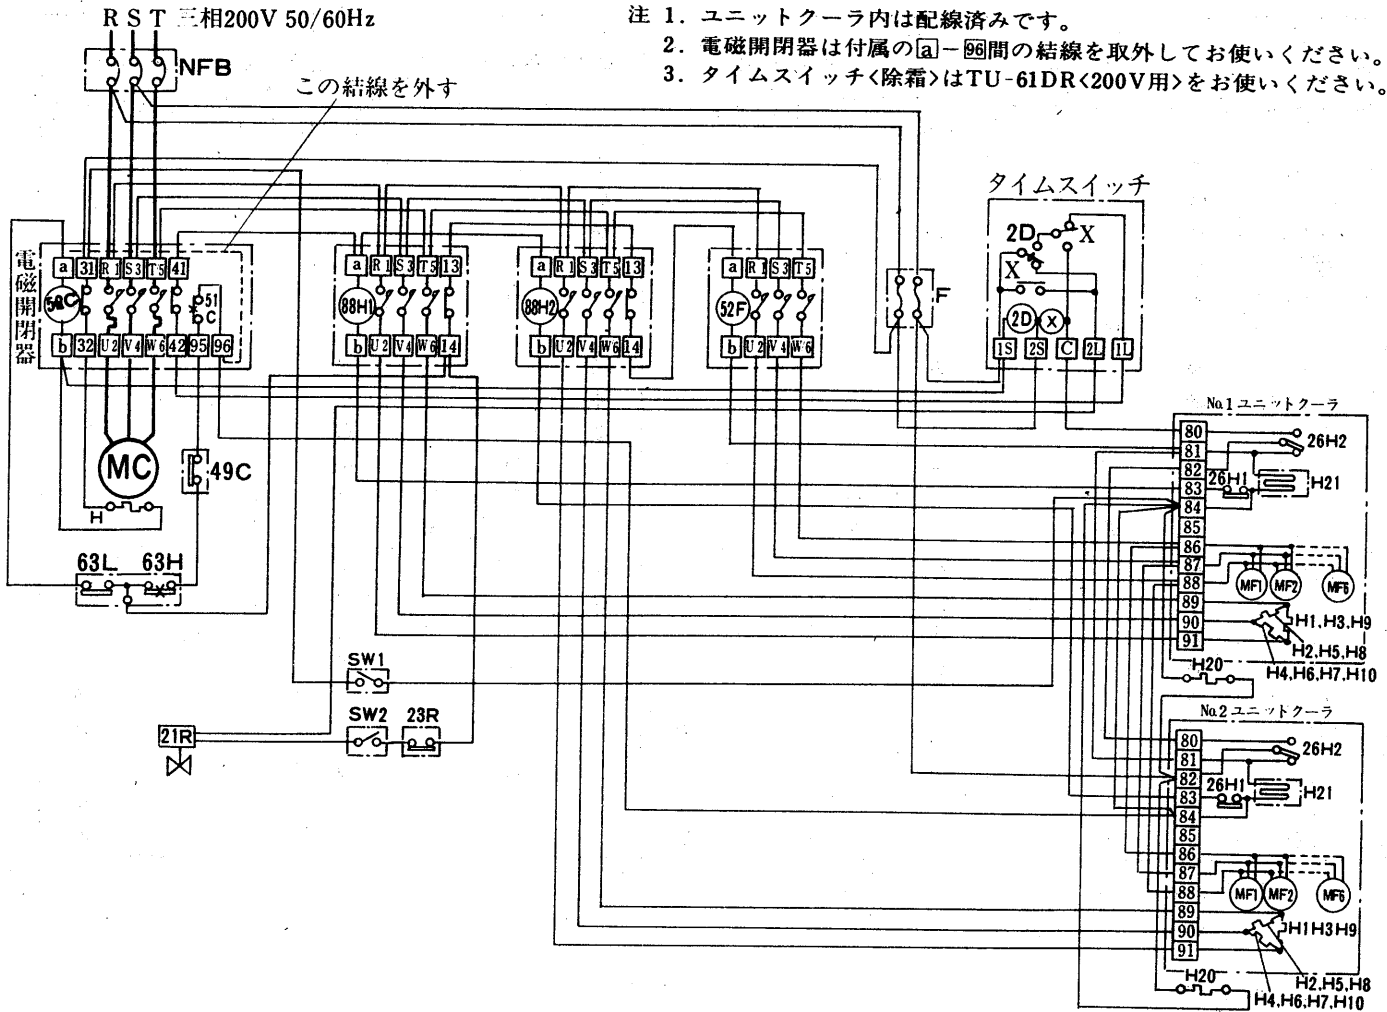 R S T 三相200V 50/60Hz
NFB
この結線を外す
注 1. ユニットクーラ内は配線済みです。
2. 電磁開閉器は付属のa-96間の結線を取外してお使いください。
3. タイムスイッチ<除霜>はTU-61DR<200V用>をお使いください。
電磁開閉器
a 31 R1 S3 T5 41
51C
b 32 U2 V4 W6 42 95 96
a R1 S3 T5 13
88H1
b U2 V4 W6 14
a R1 S3 T5 13
88H2
b U2 V4 W6 14
a R1 S3 T5
52F
b U2 V4 W6
F
タイムスイッチ
2D X
X
2D X
1S 2S C 2L 1L
MC
H
49C
63L 63H
SW1
SW2 23R
21R
No.1 ユニットクーラ
80
81
82
83
84
85
86
87
88
89
90
91
26H2
26H1
H21
MF1 MF2 MF6
H1,H3,H9
H2,H5,H8
H4,H6,H7,H10
H20
No.2 ユニットクーラ
80
81
82
83
84
85
86
87
88
89
90
91
26H2
26H1
H21
MF1 MF2 MF6
H1H3H9
H2,H5,H8
H4,H6,H7,H10
H20